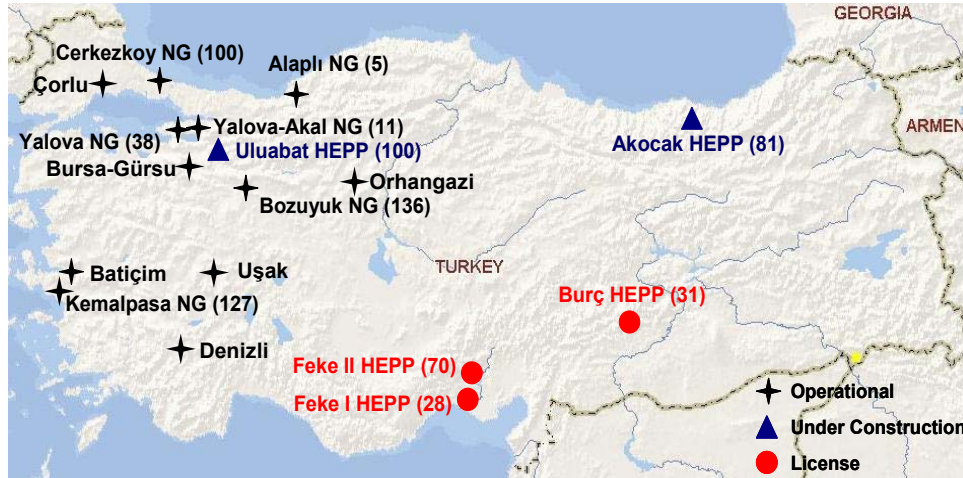 GEORGIA
Cerkezkoy NG (100)
Alaplı NG (5)
Çorlu
Yalova-Akal NG (11)
Yalova NG (38)
Uluabat HEPP (100)
Akocak HEPP (81)
ARMEN
Bursa-Gürsu
Orhangazi
Bozuyuk NG (136)
TURKEY
Batiçim
Uşak
Kemalpasa NG (127)
Burç HEPP (31)
Denizli
Feke II HEPP (70)
Feke I HEPP (28)
Operational
Under Construction
License